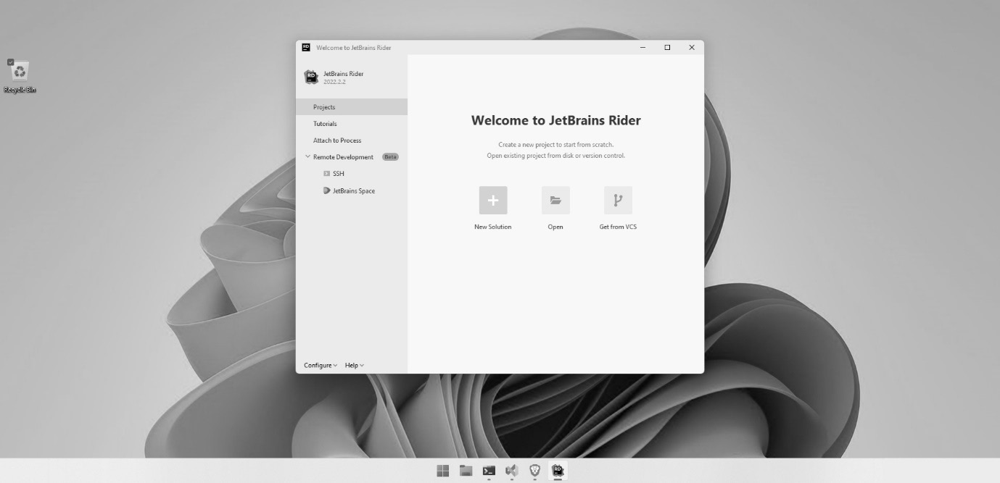 Recycle Bin
RD
Welcome to JetBrains Rider
RD
JetBrains Rider
2022.2.2
Projects
Tutorials
Attach to Process
Remote Development Beta
SSH
JetBrains Space
Welcome to JetBrains Rider
Create a new project to start from scratch.
Open existing project from disk or version control.
New Solution
Open
Get from VCS
Configure
Help
RD